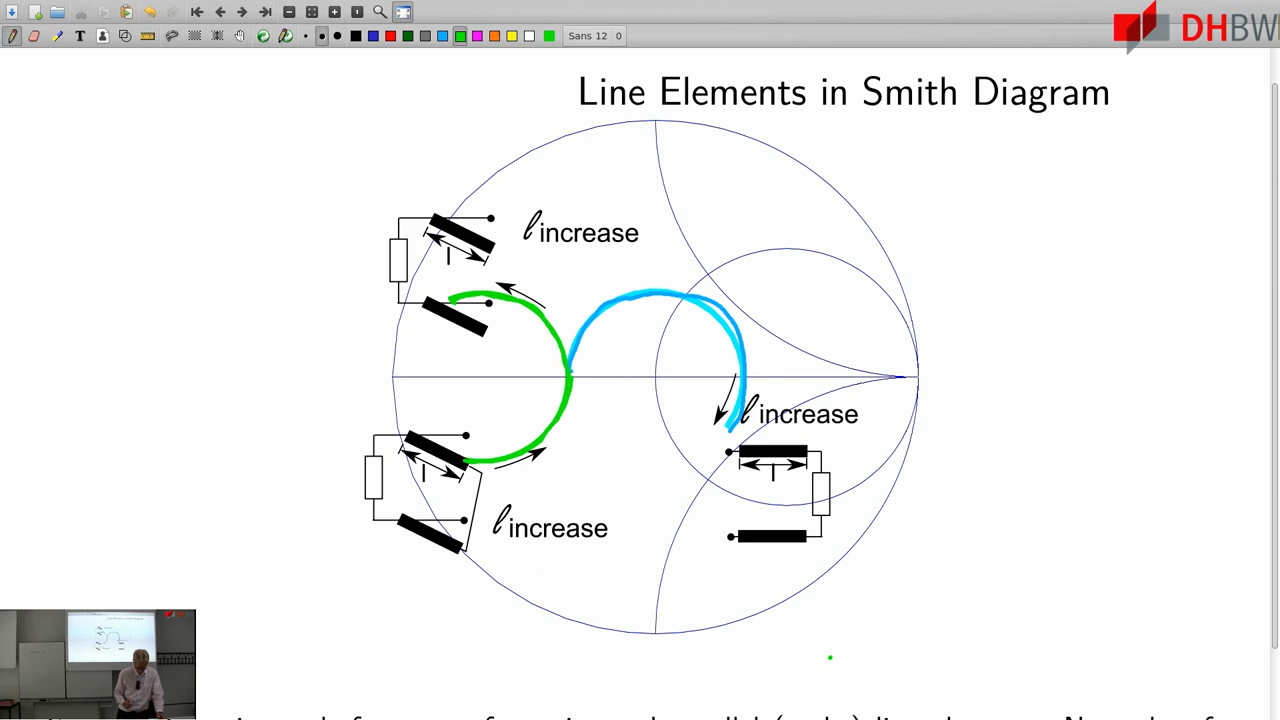 Sans 12 0
DHBW
Line Elements in Smith Diagram
l increase
l
l increase
l
l
l increase